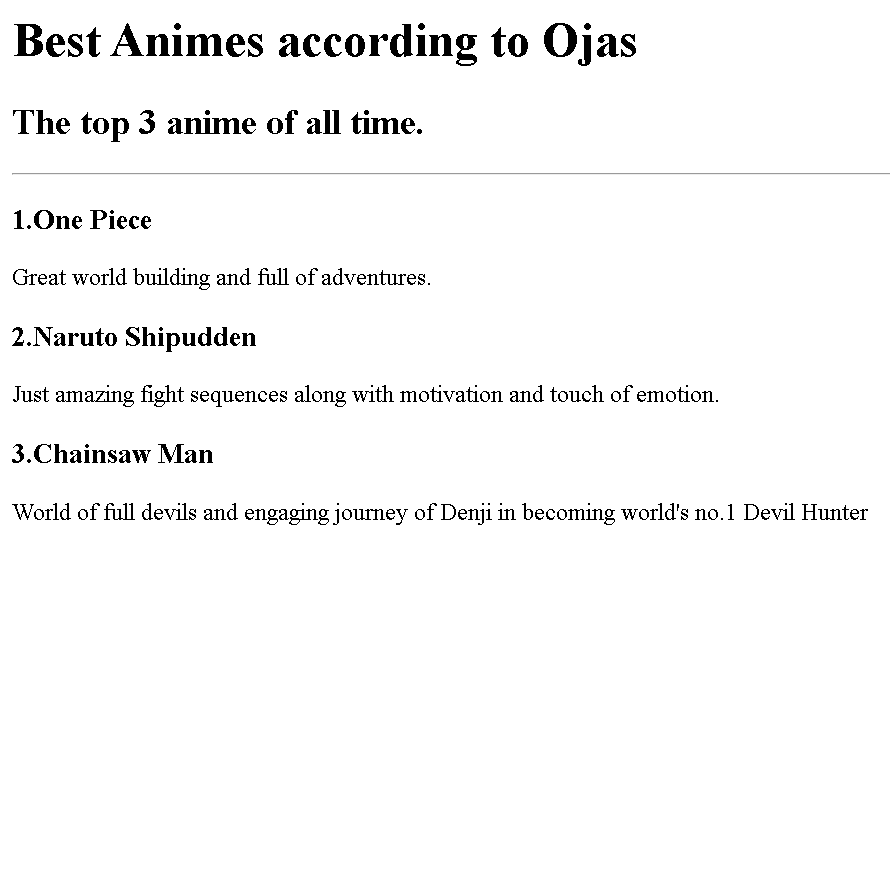 Best Animes according to Ojas
The top 3 anime of all time.
1.One Piece
Great world building and full of adventures.
2.Naruto Shipudden
Just amazing fight sequences along with motivation and touch of emotion.
3.Chainsaw Man
World of full devils and engaging journey of Denji in becoming world's no.1 Devil Hunter